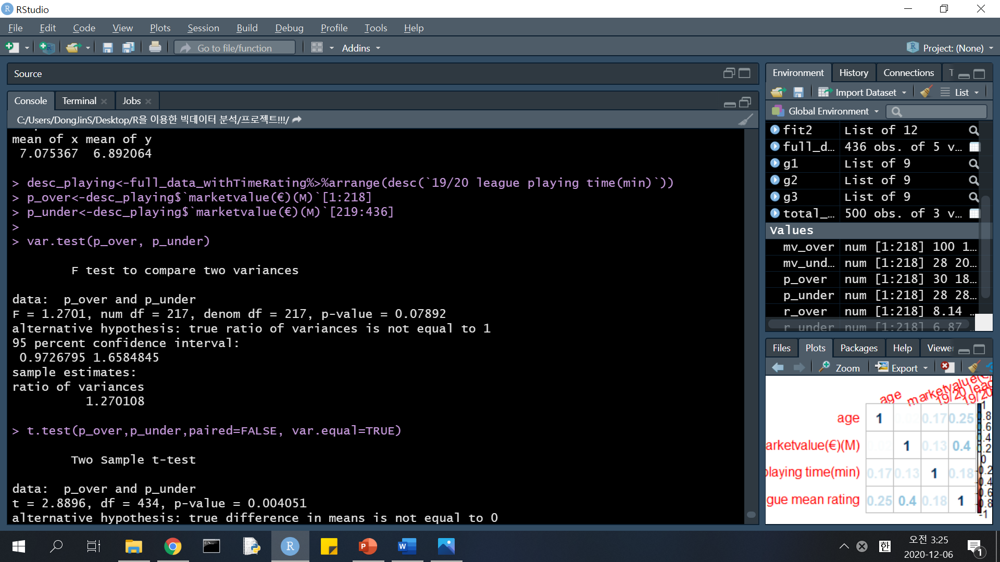 RStudio
File Edit Code View Plots Session Build Debug Profile Tools Help
Go to file/function Addins Project: (None)
Source
Console Terminal Jobs
C:/Users/DongJinS/Desktop/R을 이용한 빅데이터 분석/프로젝트!!!/
mean of x mean of y
7.075367 6.892064
> desc_playing<-full_data_withTimeRating%>%arrange(desc(`19/20 league playing time(min)`))
> p_over<-desc_playing$`marketvalue(€)(M)`[1:218]
> p_under<-desc_playing$`marketvalue(€)(M)`[219:436]
>
> var.test(p_over, p_under)
F test to compare two variances
data:  p_over and p_under
F = 1.2701, num df = 217, denom df = 217, p-value = 0.07892
alternative hypothesis: true ratio of variances is not equal to 1
95 percent confidence interval:
0.9726795 1.6584845
sample estimates:
ratio of variances
1.270108
> t.test(p_over,p_under,paired=FALSE, var.equal=TRUE)
Two Sample t-test
data:  p_over and p_under
t = 2.8896, df = 434, p-value = 0.004051
alternative hypothesis: true difference in means is not equal to 0
Environment History Connections T
Import Dataset List
Global Environment
fit2 List of 12
full_d… 436 obs. of 5 v…
g1 List of 9
g2 List of 9
g3 List of 9
total_… 500 obs. of 3 v…
Values
mv_over num [1:218] 100 1…
mv_und… num [1:218] 28 20…
p_over num [1:218] 30 18…
p_under num [1:218] 28 28…
r_over num [1:218] 8.14 …
r_under num [1:218] 6.87
Files Plots Packages Help Viewer
Zoom Export
age marketvalue(€) 19/20 leag 19/20
age 1 0.17 0.25
arketvalue(€)(M) 1 0.13 0.4
playing time(min) 0.17 0.13 1 0.18
gue mean rating 0.25 0.4 0.18 1
1
0.8
0.6
0.4
0.2
0
-0.2
-0.4
-0.6
-0.8
-1
한
오전 3:25
2020-12-06
1